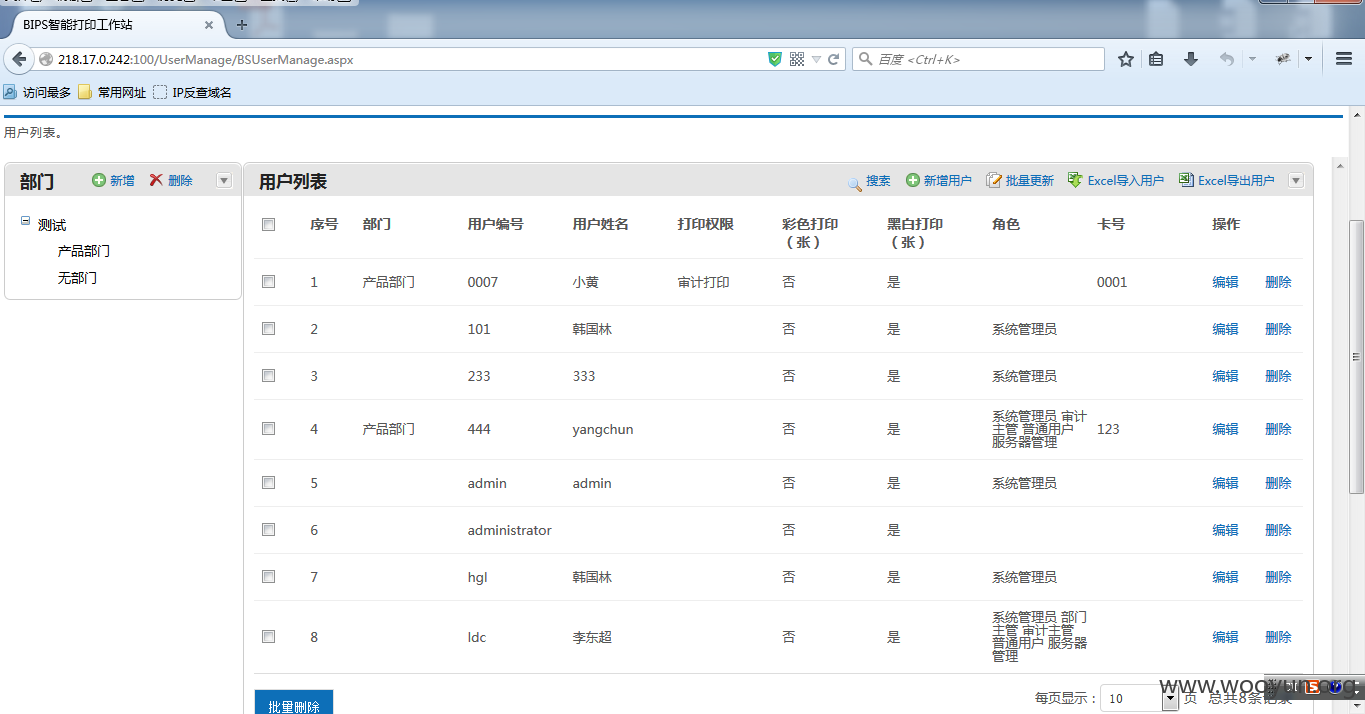 BIPS智能打印工作站
218.17.0.242:100/UserManage/BSUserManage.aspx
百度 <Ctrl+K>
访问最多 常用网址 IP反查域名
用户列表。
部门 新增 删除
用户列表 搜索 新增用户 批量更新 Excel导入用户 Excel导出用户
测试
产品部门
无部门
序号 部门 用户编号 用户姓名 打印权限 彩色打印（张） 黑白打印（张） 角色 卡号 操作
1 产品部门 0007 小黄 审计打印 否 是 0001 编辑 删除
2 101 韩国林 否 是 系统管理员 编辑 删除
3 233 333 否 是 系统管理员 编辑 删除
4 产品部门 444 yangchun 否 是 系统管理员 审计主管 普通用户 服务器管理 123 编辑 删除
5 admin admin 否 是 系统管理员 编辑 删除
6 administrator 否 是 编辑 删除
7 hgl 韩国林 否 是 系统管理员 编辑 删除
8 ldc 李东超 否 是 系统管理员 部门主管 审计主管 普通用户 服务器管理 编辑 删除
批量删除
每页显示： 10 页 总共8条记录
www.wooyun.org